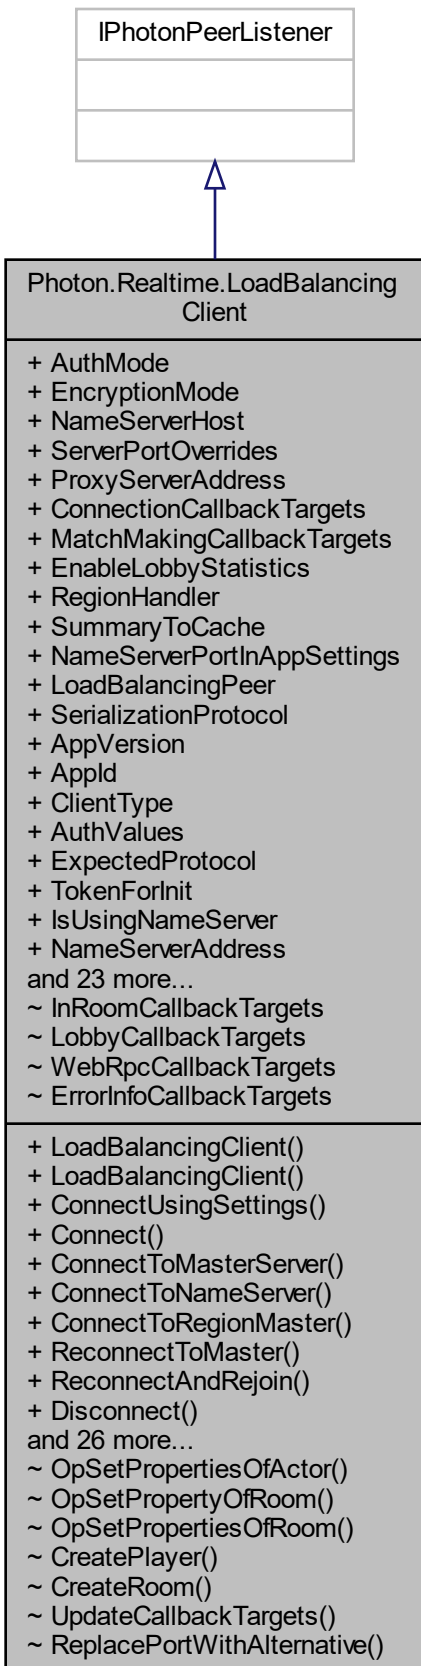 IPhotonPeerListener
Photon.Realtime.LoadBalancing
Client
+ AuthMode
+ EncryptionMode
+ NameServerHost
+ ServerPortOverrides
+ ProxyServerAddress
+ ConnectionCallbackTargets
+ MatchMakingCallbackTargets
+ EnableLobbyStatistics
+ RegionHandler
+ SummaryToCache
+ NameServerPortInAppSettings
+ LoadBalancingPeer
+ SerializationProtocol
+ AppVersion
+ AppId
+ ClientType
+ AuthValues
+ ExpectedProtocol
+ TokenForInit
+ IsUsingNameServer
+ NameServerAddress
and 23 more...
~ InRoomCallbackTargets
~ LobbyCallbackTargets
~ WebRpcCallbackTargets
~ ErrorInfoCallbackTargets
+ LoadBalancingClient()
+ LoadBalancingClient()
+ ConnectUsingSettings()
+ Connect()
+ ConnectToMasterServer()
+ ConnectToNameServer()
+ ConnectToRegionMaster()
+ ReconnectToMaster()
+ ReconnectAndRejoin()
+ Disconnect()
and 26 more...
~ OpSetPropertiesOfActor()
~ OpSetPropertyOfRoom()
~ OpSetPropertiesOfRoom()
~ CreatePlayer()
~ CreateRoom()
~ UpdateCallbackTargets()
~ ReplacePortWithAlternative()